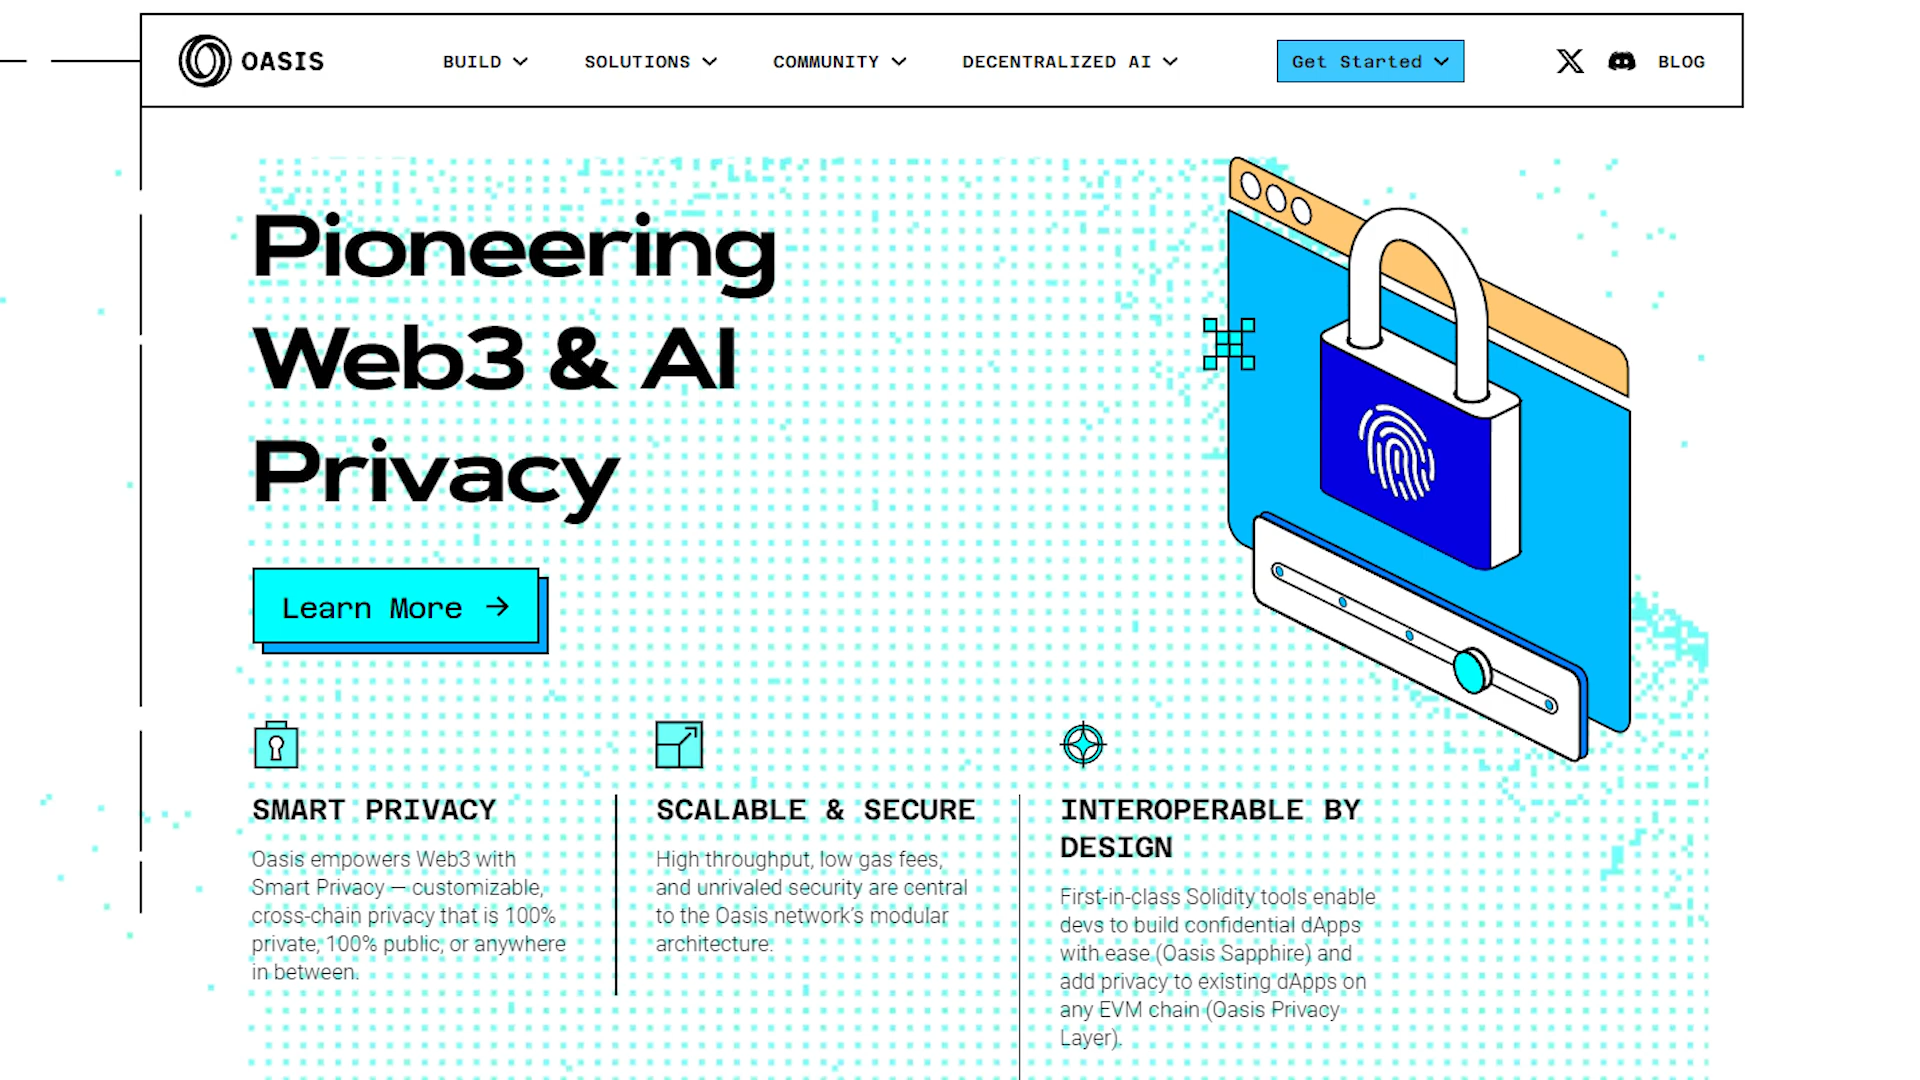 OASIS
BUILD
SOLUTIONS
COMMUNITY
DECENTRALIZED AI
Get Started
BLOG
Pioneering
Web3 & AI
Privacy
Learn More
SMART PRIVACY
Oasis empowers Web3 with
Smart Privacy — customizable,
cross-chain privacy that is 100%
private, 100% public, or anywhere
in between.
SCALABLE & SECURE
High throughput, low gas fees,
and unrivaled security are central
to the Oasis network's modular
architecture.
INTEROPERABLE BY
DESIGN
First-in-class Solidity tools enable
devs to build confidential dApps
with ease (Oasis Sapphire) and
add privacy to existing dApps on
any EVM chain (Oasis Privacy
Layer).